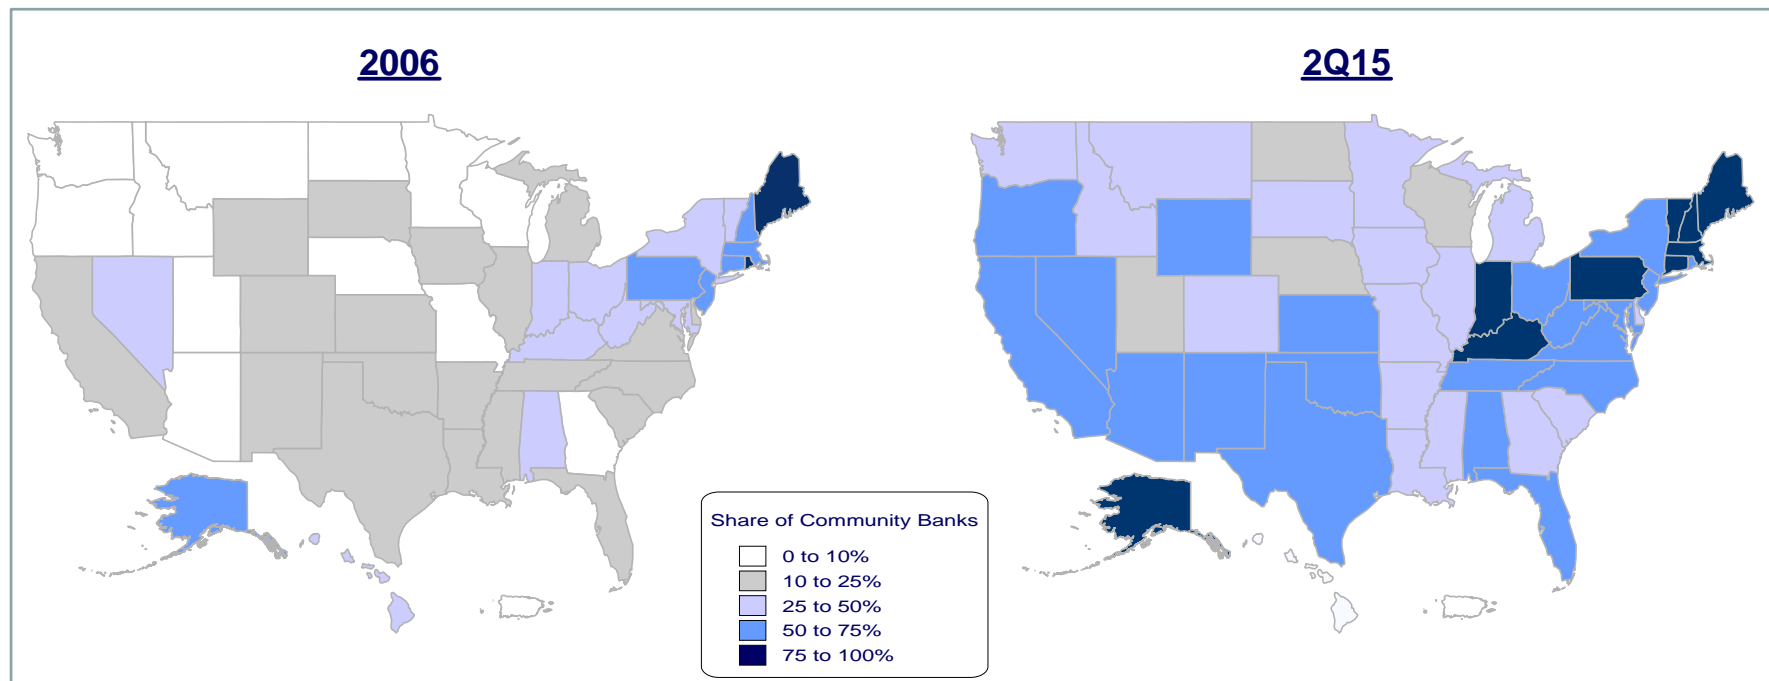 2006
2Q15
Share of Community Banks
0 to 10%
10 to 25%
25 to 50%
50 to 75%
75 to 100%